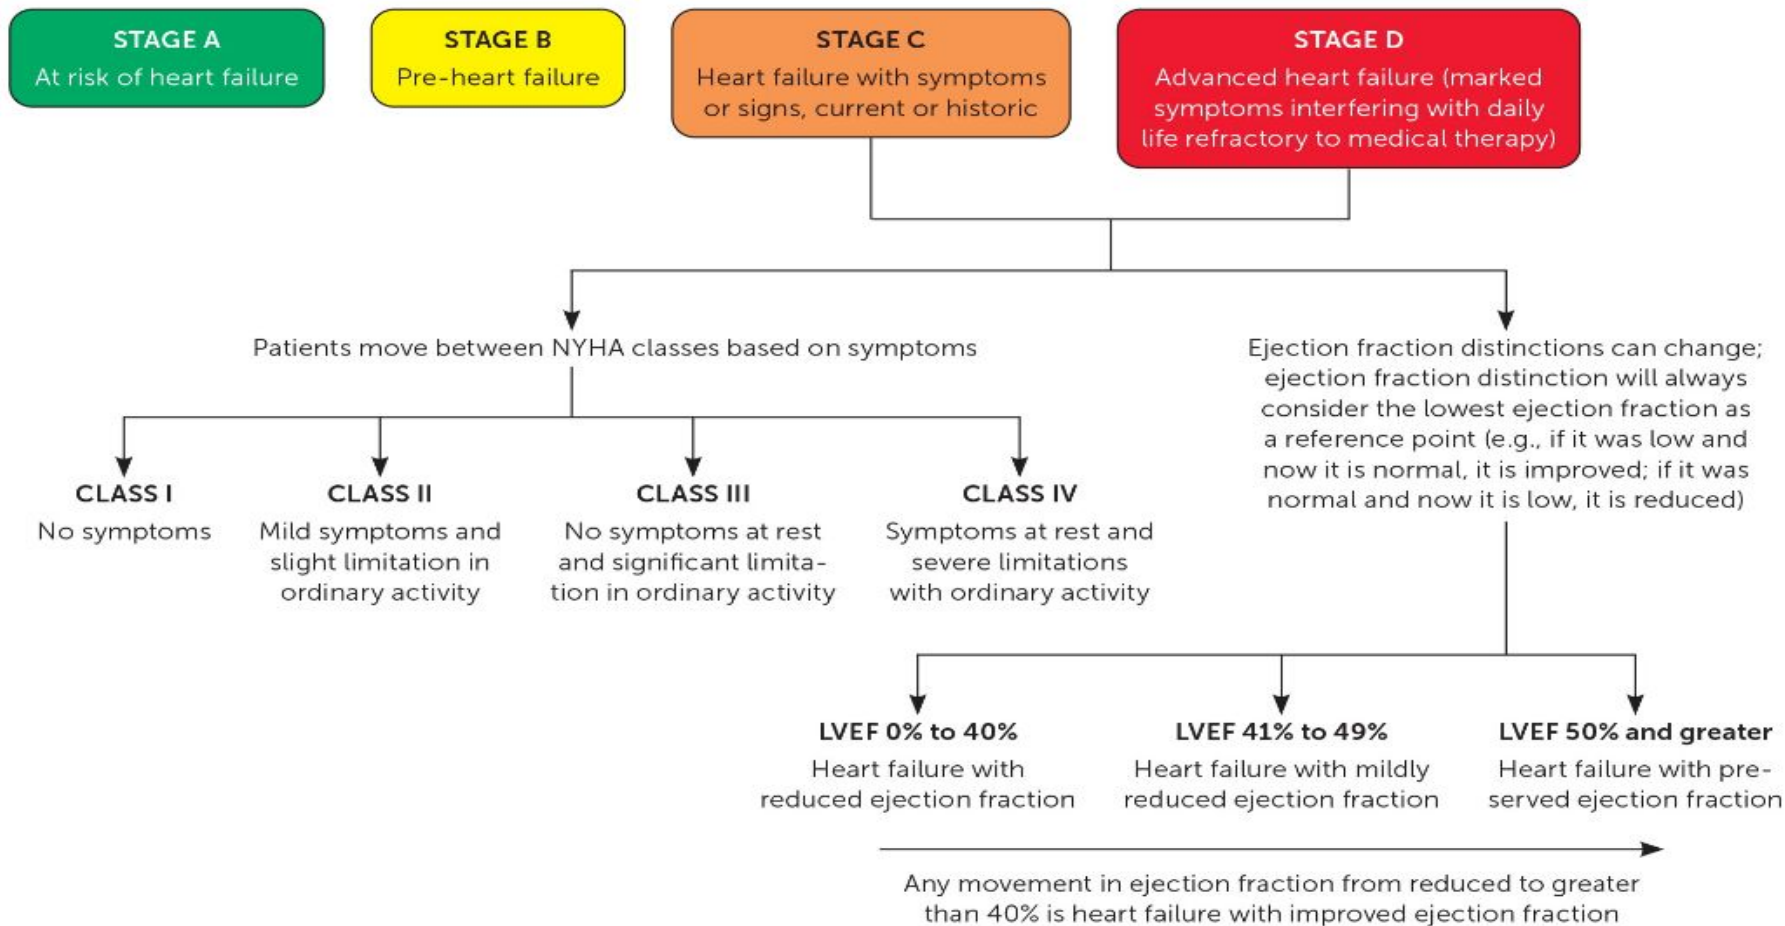 STAGE A
At risk of heart failure
STAGE B
Pre-heart failure
STAGE C
Heart failure with symptoms
or signs, current or historic
STAGE D
Advanced heart failure (marked
symptoms interfering with daily
life refractory to medical therapy)
Patients move between NYHA classes based on symptoms
Ejection fraction distinctions can change;
ejection fraction distinction will always
consider the lowest ejection fraction as
a reference point (e.g., if it was low and
now it is normal, it is improved; if it was
normal and now it is low, it is reduced)
CLASS I
No symptoms
CLASS II
Mild symptoms and
slight limitation in
ordinary activity
CLASS III
No symptoms at rest
and significant limita-
tion in ordinary activity
CLASS IV
Symptoms at rest and
severe limitations
with ordinary activity
LVEF 0% to 40%
Heart failure with
reduced ejection fraction
LVEF 41% to 49%
Heart failure with mildly
reduced ejection fraction
LVEF 50% and greater
Heart failure with pre-
served ejection fraction
Any movement in ejection fraction from reduced to greater
than 40% is heart failure with improved ejection fraction